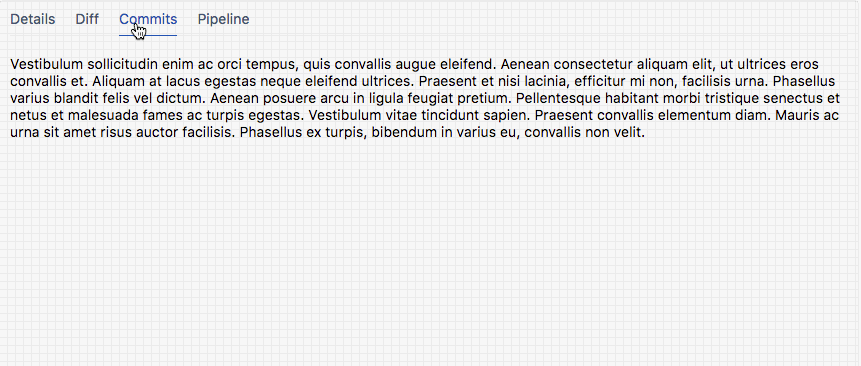 Details Diff Commits Pipeline
Vestibulum sollicitudin enim ac orci tempus, quis convallis augue eleifend. Aenean consectetur aliquam elit, ut ultrices eros
convallis et. Aliquam at lacus egestas neque eleifend ultrices. Praesent et nisi lacinia, efficitur mi non, facilisis urna. Phasellus
varius blandit felis vel dictum. Aenean posuere arcu in ligula feugiat pretium. Pellentesque habitant morbi tristique senectus et
netus et malesuada fames ac turpis egestas. Vestibulum vitae tincidunt sapien. Praesent convallis elementum diam. Mauris ac
urna sit amet risus auctor facilisis. Phasellus ex turpis, bibendum in varius eu, convallis non velit.